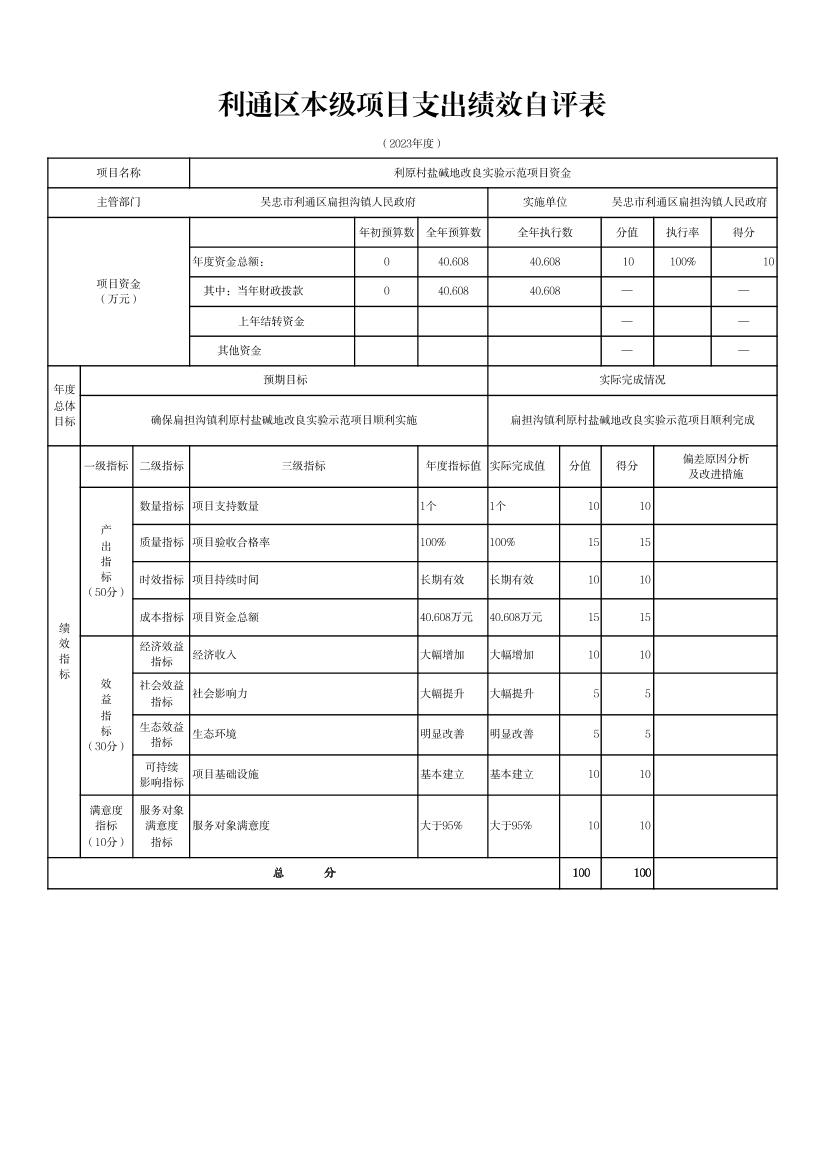 利通区本级项目支出绩效自评表
（2023年度）
项目名称 利原村盐碱地改良实验示范项目资金
主管部门 吴忠市利通区扁担沟镇人民政府 实施单位 吴忠市利通区扁担沟镇人民政府
项目资金
（万元）
年初预算数 全年预算数 全年执行数 分值 执行率 得分
年度资金总额： 0 40.608 40.608 10 100% 10
其中：当年财政拨款 0 40.608 40.608 — —
上年结转资金 — —
其他资金 — —
年度
总体
目标
预期目标 实际完成情况
确保扁担沟镇利原村盐碱地改良实验示范项目顺利实施 扁担沟镇利原村盐碱地改良实验示范项目顺利完成
绩
效
指
标
一级指标 二级指标 三级指标 年度指标值 实际完成值 分值 得分 偏差原因分析
及改进措施
产
出
指
标
（50分）
数量指标 项目支持数量 1个 1个 10 10
质量指标 项目验收合格率 100% 100% 15 15
时效指标 项目持续时间 长期有效 长期有效 10 10
成本指标 项目资金总额 40.608万元 40.608万元 15 15
效
益
指
标
（30分）
经济效益
指标 经济收入 大幅增加 大幅增加 10 10
社会效益
指标 社会影响力 大幅提升 大幅提升 5 5
生态效益
指标 生态环境 明显改善 明显改善 5 5
可持续
影响指标 项目基础设施 基本建立 基本建立 10 10
满意度
指标
（10分）
服务对象
满意度
指标 服务对象满意度 大于95% 大于95% 10 10
总 分 100 100